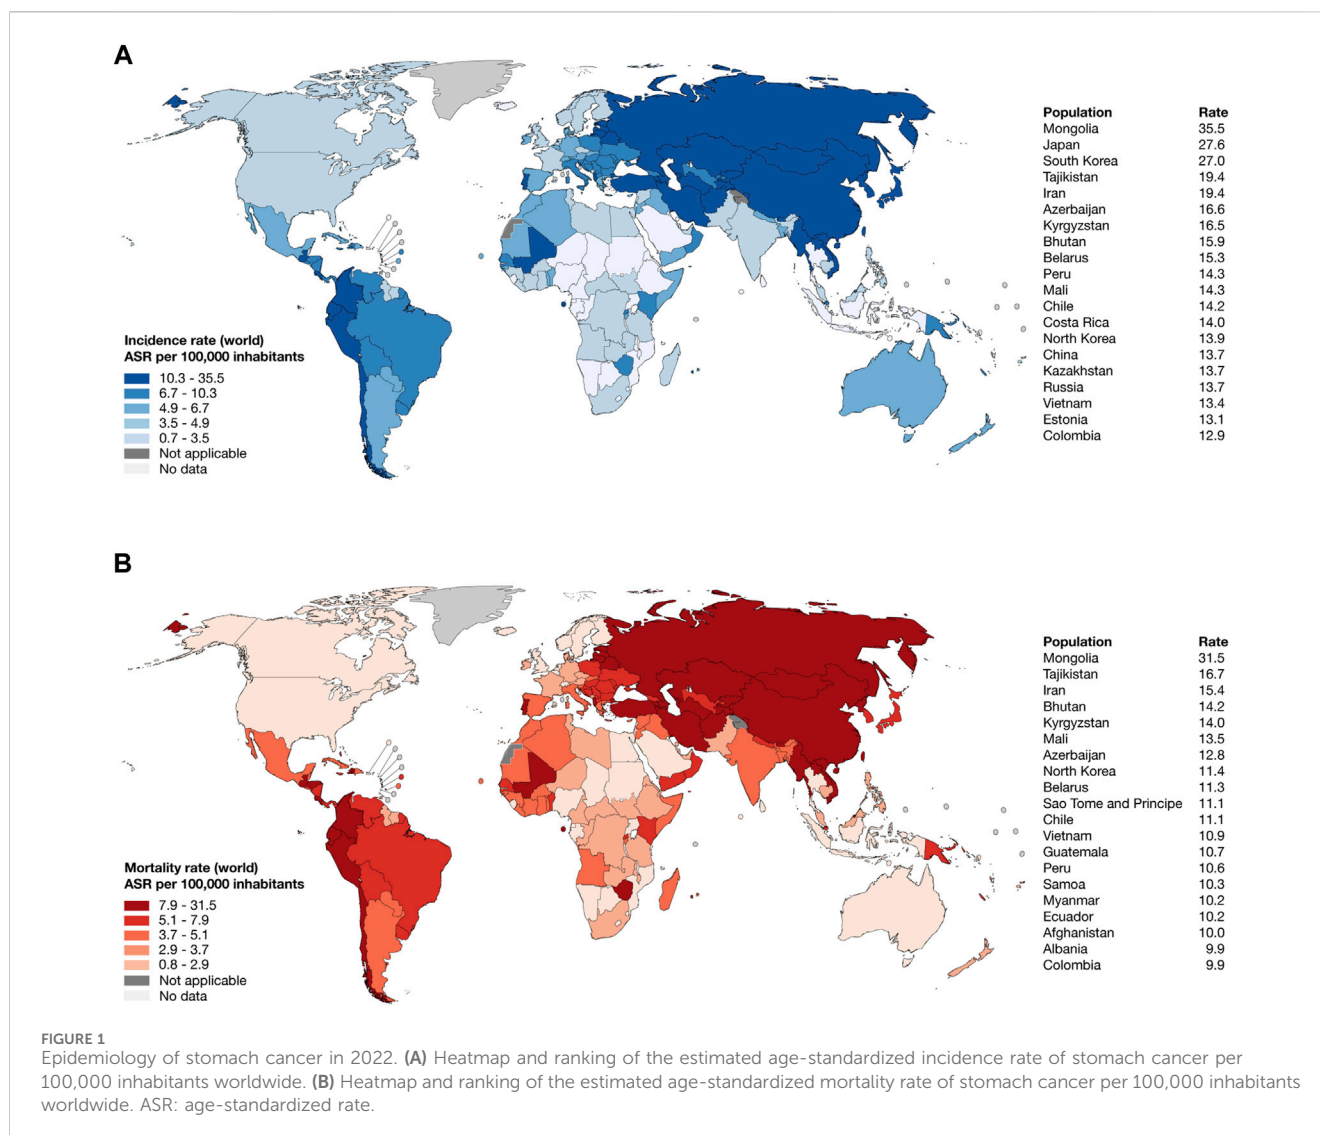 A
Population Rate
Mongolia 35.5
Japan 27.6
South Korea 27.0
Tajikistan 19.4
Iran 19.4
Azerbaijan 16.6
Kyrgyzstan 16.5
Bhutan 15.9
Belarus 15.3
Peru 14.3
Mali 14.3
Chile 14.2
Costa Rica 14.0
North Korea 13.9
China 13.7
Kazakhstan 13.7
Russia 13.7
Vietnam 13.4
Estonia 13.1
Colombia 12.9
Incidence rate (world)
ASR per 100,000 inhabitants
10.3 - 35.5
6.7 - 10.3
4.9 - 6.7
3.5 - 4.9
0.7 - 3.5
Not applicable
No data
B
Population Rate
Mongolia 31.5
Tajikistan 16.7
Iran 15.4
Bhutan 14.2
Kyrgyzstan 14.0
Mali 13.5
Azerbaijan 12.8
North Korea 11.4
Belarus 11.3
Sao Tome and Principe 11.1
Chile 11.1
Vietnam 10.9
Guatemala 10.7
Peru 10.6
Samoa 10.3
Myanmar 10.2
Ecuador 10.2
Afghanistan 10.0
Albania 9.9
Colombia 9.9
Mortality rate (world)
ASR per 100,000 inhabitants
7.9 - 31.5
5.1 - 7.9
3.7 - 5.1
2.9 - 3.7
0.8 - 2.9
Not applicable
No data
FIGURE 1
Epidemiology of stomach cancer in 2022. (A) Heatmap and ranking of the estimated age-standardized incidence rate of stomach cancer per
100,000 inhabitants worldwide. (B) Heatmap and ranking of the estimated age-standardized mortality rate of stomach cancer per 100,000 inhabitants
worldwide. ASR: age-standardized rate.